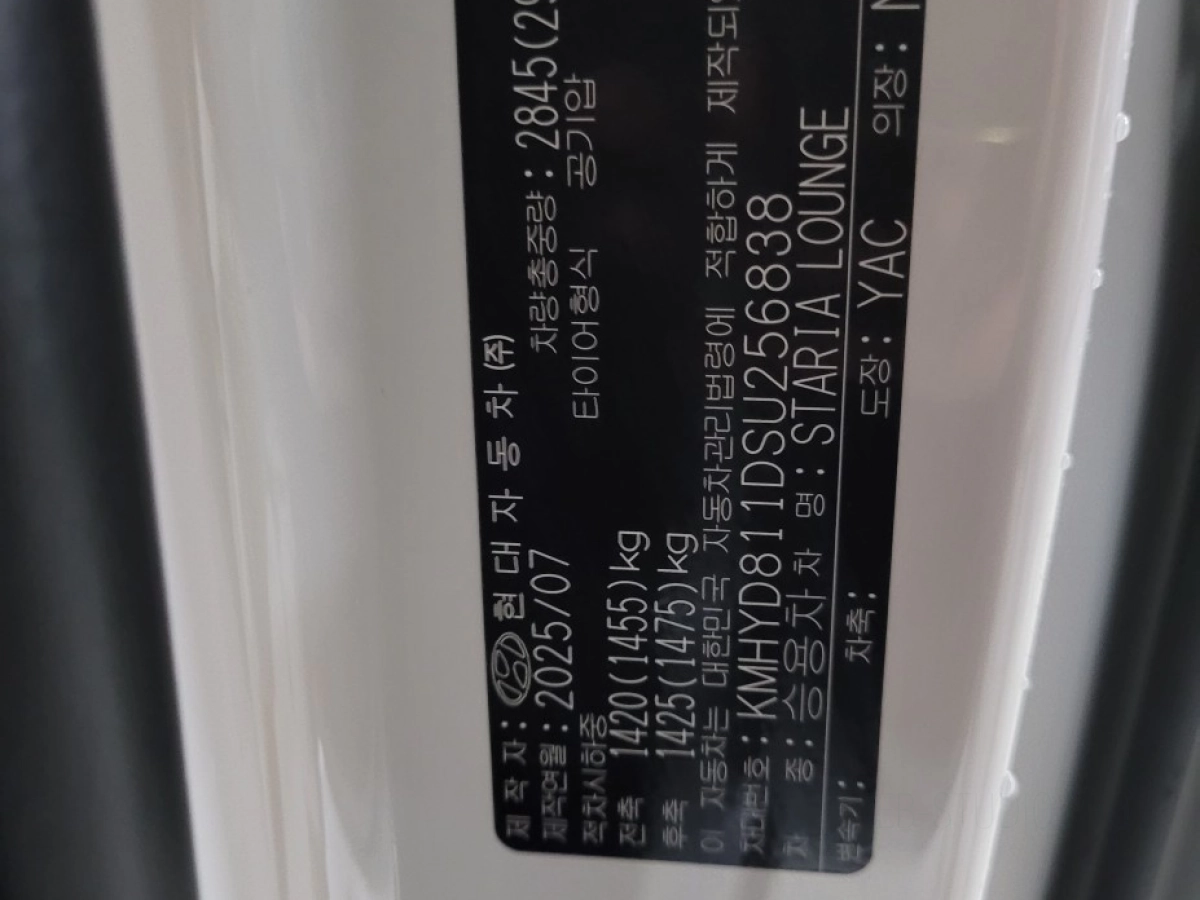 제 작 자 : 현 대 자 동 차 (주)
제작연월 : 2025/07 차량총중량 : 2845(29
적차시하중 타이어형식 공기압
전축 1420(1455)kg
후축 1425(1475)kg
이 자동차는 대한민국 자동차관리법령에 적합하게 제작되
차대번호 : KMHYD811DSU256838
차 종 : 승용차 차 명 : STARIA LOUNGE
변속기 : 차축 : 도장 : YAC 의장 : N